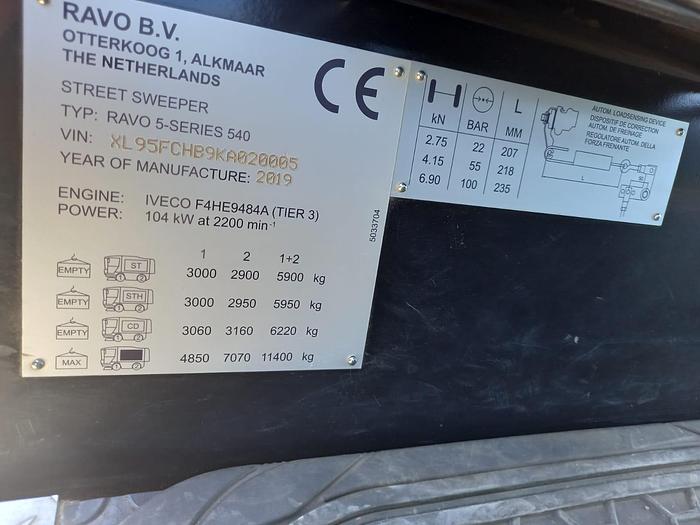 RAVO B.V.
OTTERKOOG 1, ALKMAAR
THE NETHERLANDS
CE
STREET SWEEPER
TYP: RAVO 5-SERIES 540
VIN: XL95FCHB9KA020005
YEAR OF MANUFACTURE: 2019
ENGINE: IVECO F4HE9484A (TIER 3)
POWER: 104 kW at 2200 min-1
5033704
1 2 1+2
EMPTY ST 3000 2900 5900 kg
EMPTY STH 3000 2950 5950 kg
EMPTY CD 3060 3160 6220 kg
MAX 4850 7070 11400 kg
L
kN BAR MM
2.75 22 207
4.15 55 218
6.90 100 235
AUTOM. LOADSENSING DEVICE
DISPOSITIF DE CORRECTION
AUTOM. DE FREINAGE
REGOLATORE AUTOM. DELLA
FORZA FRENANTE
L